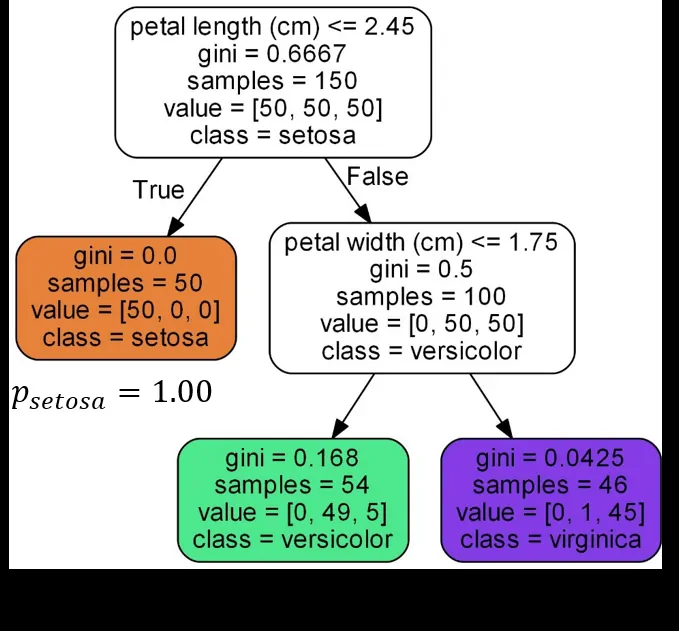 petal length (cm) <= 2.45
gini = 0.6667
samples = 150
value = [50, 50, 50]
class = setosa
True
False
gini = 0.0
samples = 50
value = [50, 0, 0]
class = setosa
petal width (cm) <= 1.75
gini = 0.5
samples = 100
value = [0, 50, 50]
class = versicolor
p_setosa = 1.00
gini = 0.168
samples = 54
value = [0, 49, 5]
class = versicolor
gini = 0.0425
samples = 46
value = [0, 1, 45]
class = virginica